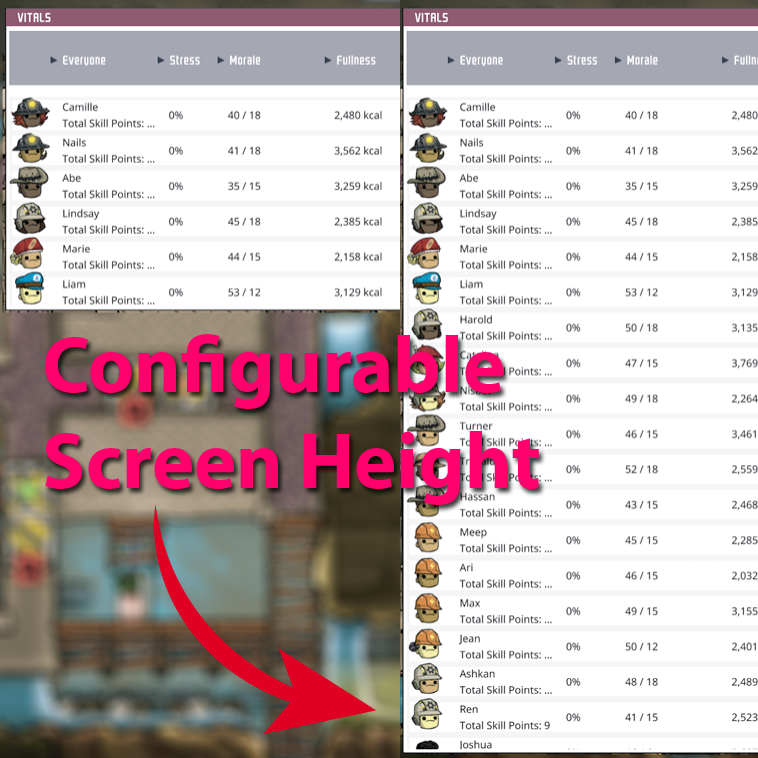 VITALS
Everyone Stress Morale Fullness
Camille
Total Skill Points: ... 0% 40 / 18 2,480 kcal
Nails
Total Skill Points: ... 0% 41 / 18 3,562 kcal
Abe
Total Skill Points: ... 0% 35 / 15 3,259 kcal
Lindsay
Total Skill Points: ... 0% 45 / 18 2,385 kcal
Marie
Total Skill Points: ... 0% 44 / 15 2,158 kcal
Liam
Total Skill Points: ... 0% 53 / 12 3,129 kcal
Configurable
Screen Height
VITALS
Everyone Stress Morale Fulln
Camille
Total Skill Points: ... 0% 40 / 18 2,480
Nails
Total Skill Points: ... 0% 41 / 18 3,562
Abe
Total Skill Points: ... 0% 35 / 15 3,259
Lindsay
Total Skill Points: ... 0% 45 / 18 2,385
Marie
Total Skill Points: ... 0% 44 / 15 2,158
Liam
Total Skill Points: ... 0% 53 / 12 3,129
Harold
Total Skill Points: ... 0% 50 / 18 3,135
0% 47 / 15 3,769
Total Skill Points: ... 0% 49 / 18 2,264
Turner
Total Skill Points: ... 0% 46 / 15 3,461
Total Skill Points: ... 0% 52 / 18 2,559
Hassan
Total Skill Points: ... 0% 43 / 15 2,468
Meep
Total Skill Points: ... 0% 45 / 15 2,285
Ari
Total Skill Points: ... 0% 46 / 15 2,032
Max
Total Skill Points: ... 0% 49 / 15 3,155
Jean
Total Skill Points: ... 0% 50 / 12 2,401
Ashkan
Total Skill Points: ... 0% 48 / 18 2,489
Ren
Total Skill Points: 9 0% 41 / 15 2,523
Joshua